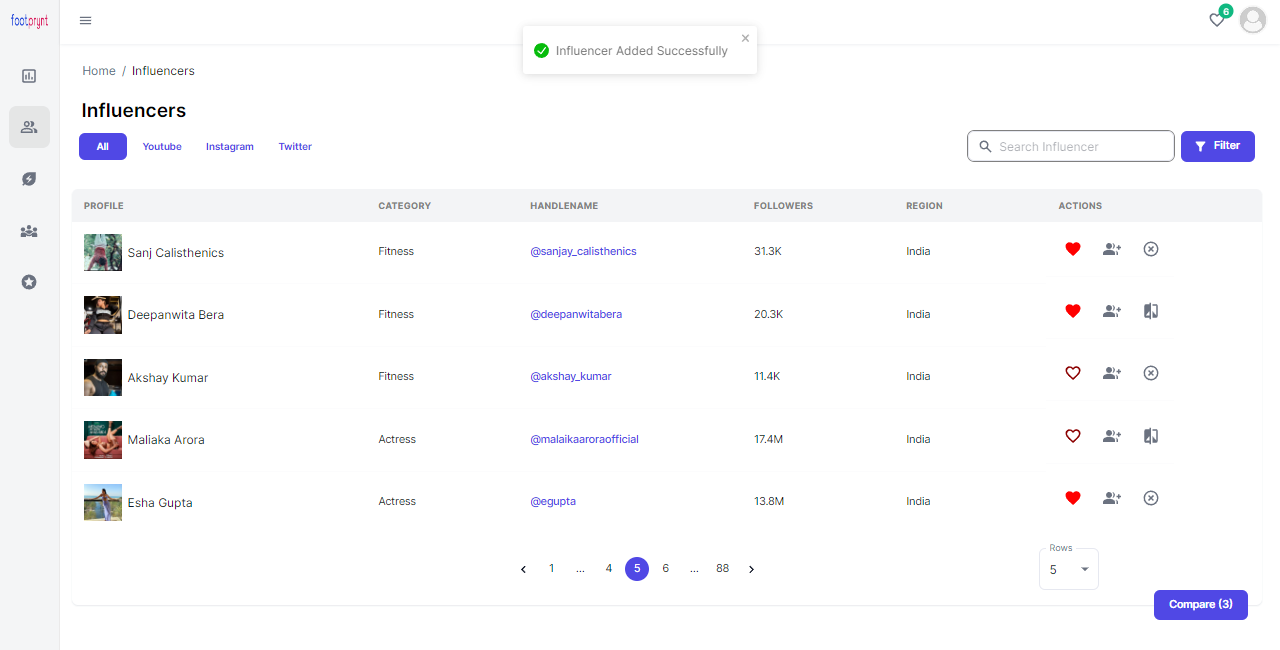 footprynt
6
Influencer Added Successfully
Home / Influencers
Influencers
All Youtube Instagram Twitter
Search Influencer
Filter
PROFILE CATEGORY HANDLENAME FOLLOWERS REGION ACTIONS
Sanj Calisthenics Fitness @sanjay_calisthenics 31.3K India
Deepanwita Bera Fitness @deepanwitabera 20.3K India
Akshay Kumar Fitness @akshay_kumar 11.4K India
Maliaka Arora Actress @malaikaaroraofficial 17.4M India
Esha Gupta Actress @egupta 13.8M India
1 ... 4 5 6 ... 88
Rows
5
Compare (3)